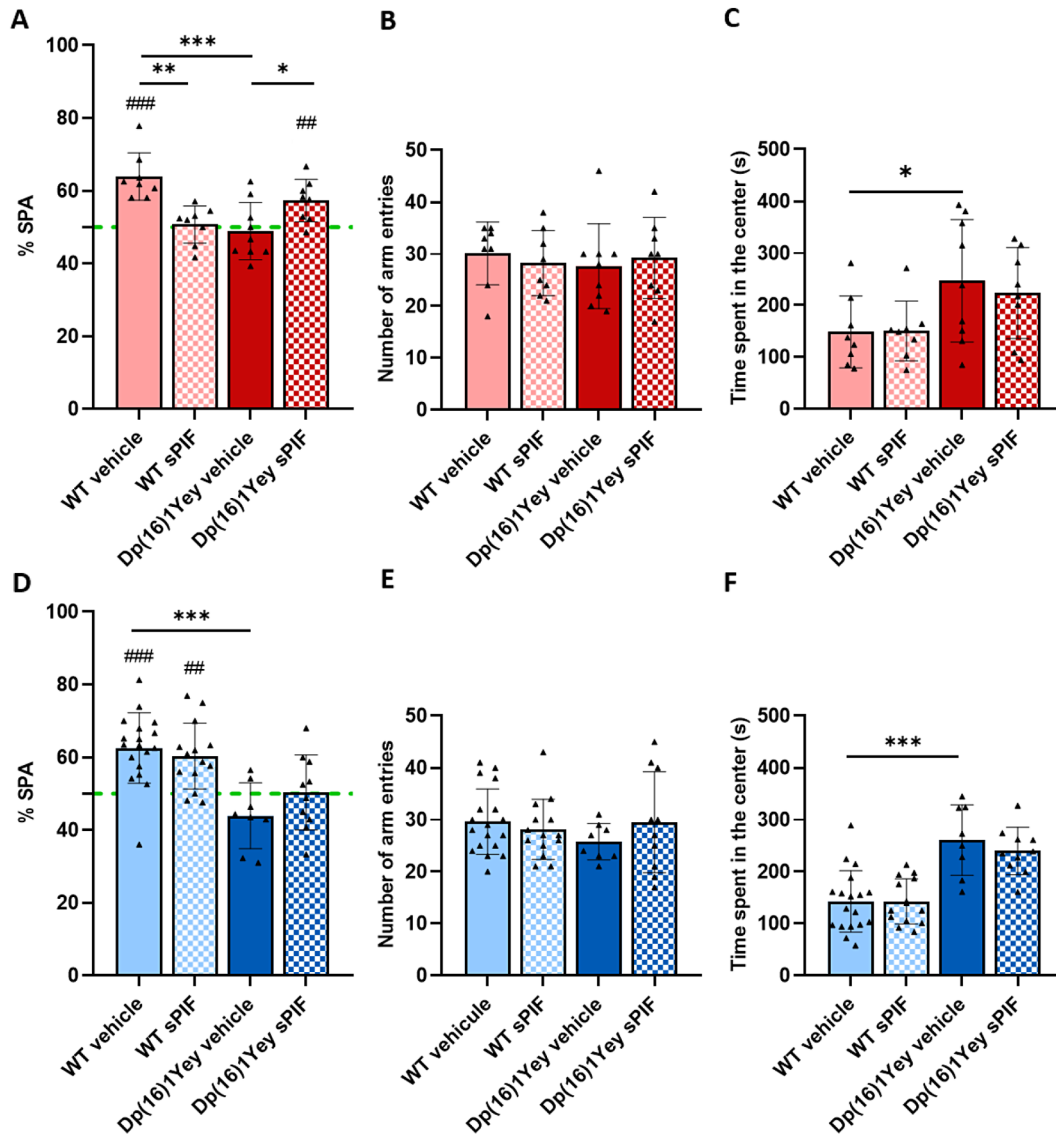 A
% SPA
100
80
60
40
20
0
***
**
*
###
##
WT vehicle
WT sPIF
Dp(16)1Yey vehicle
Dp(16)1Yey sPIF
B
Number of arm entries
50
40
30
20
10
0
WT vehicle
WT sPIF
Dp(16)1Yey vehicle
Dp(16)1Yey sPIF
C
Time spent in the center (s)
500
400
300
200
100
0
*
WT vehicle
WT sPIF
Dp(16)1Yey vehicle
Dp(16)1Yey sPIF
D
% SPA
100
80
60
40
20
0
***
###
##
WT vehicle
WT sPIF
Dp(16)1Yey vehicle
Dp(16)1Yey sPIF
E
Number of arm entries
50
40
30
20
10
0
WT vehicule
WT sPIF
Dp(16)1Yey vehicle
Dp(16)1Yey sPIF
F
Time spent in the center (s)
500
400
300
200
100
0
***
WT vehicle
WT sPIF
Dp(16)1Yey vehicle
Dp(16)1Yey sPIF